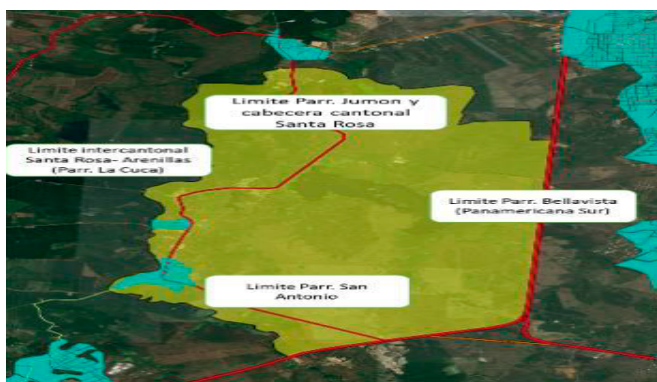 Limite Parr. Jumon y
cabecera cantonal
Santa Rosa
Limite intercantonal
Santa Rosa- Arenillas
(Parr. La Cuca)
Limite Parr. Bellavista
(Panamericana Sur)
Limite Parr. San
Antonio